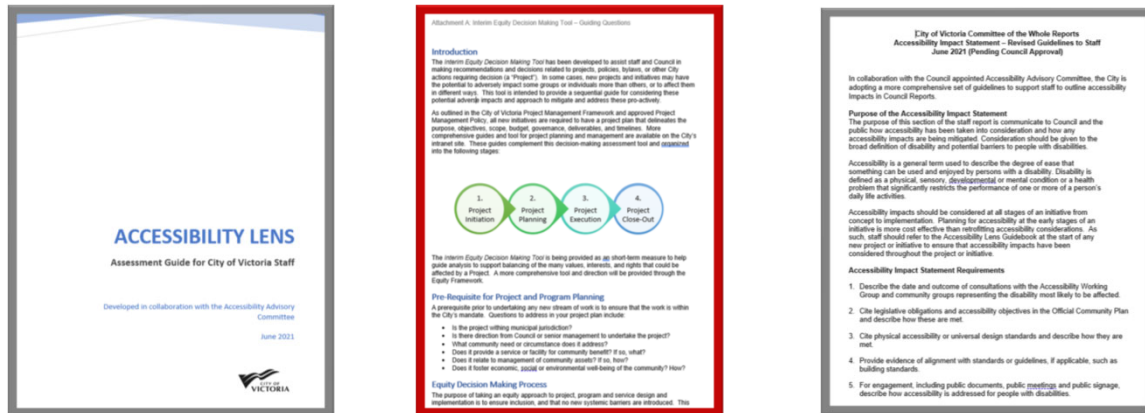 ACCESSIBILITY LENS
Assessment Guide for City of Victoria Staff
Developed in collaboration with the Accessibility Advisory
Committee
June 2021
CITY OF
VICTORIA
Attachment A: Interim Equity Decision Making Tool – Guiding Questions
Introduction
The Interim Equity Decision Making Tool has been developed to assist staff and Council in
making recommendations and decisions related to projects, policies, bylaws, or other City
actions requiring decision (a "Project"). In some cases, new projects and initiatives may have
the potential to adversely impact some groups or individuals more than others, or to affect them
in different ways. This tool is intended to provide a sequential guide for considering these
potential adverse impacts and approach to mitigate and address these pro-actively.
As outlined in the City of Victoria Project Management Framework and approved Project
Management Policy, all new initiatives are required to have a project plan that delineates the
purpose, objectives, scope, budget, governance, deliverables, and timelines. More
comprehensive guides and tool for project planning and management are available on the City's
intranet site. These guides complement this decision-making assessment tool and organized
into the following stages:
1.
Project
Initiation
2.
Project
Planning
3.
Project
Execution
4.
Project
Close-Out
The Interim Equity Decision Making Tool is being provided as an short-term measure to help
guide analysis to support balancing of the many values, interests, and rights that could be
affected by a Project. A more comprehensive tool and direction will be provided through the
Equity Framework.
Pre-Requisite for Project and Program Planning
A prerequisite prior to undertaking any new stream of work is to ensure that the work is within
the City's mandate. Questions to address in your project plan include:
• Is the project withing municipal jurisdiction?
• Is there direction from Council or senior management to undertake the project?
• What community need or circumstance does it address?
• Does it provide a service or facility for community benefit? If so, what?
• Does it relate to management of community assets? If so, how?
• Does it foster economic, social or environmental well-being of the community? How?
Equity Decision Making Process
The purpose of taking an equity approach to project, program and service design and
implementation is to ensure inclusion, and that no new systemic barriers are introduced. This
City of Victoria Committee of the Whole Reports
Accessibility Impact Statement – Revised Guidelines to Staff
June 2021 (Pending Council Approval)
In collaboration with the Council appointed Accessibility Advisory Committee, the City is
adopting a more comprehensive set of guidelines to support staff to outline accessibility
Impacts in Council Reports.
Purpose of the Accessibility Impact Statement
The purpose of this section of the staff report is communicate to Council and the
public how accessibility has been taken into consideration and how any
accessibility impacts are being mitigated. Consideration should be given to the
broad definition of disability and potential barriers to people with disabilities.
Accessibility is a general term used to describe the degree of ease that
something can be used and enjoyed by persons with a disability. Disability is
defined as a physical, sensory, developmental or mental condition or a health
problem that significantly restricts the performance of one or more of a person's
daily life activities.
Accessibility impacts should be considered at all stages of an initiative from
concept to implementation. Planning for accessibility at the early stages of an
initiative is more cost effective than retrofitting accessibility considerations. As
such, staff should refer to the Accessibility Lens Guidebook at the start of any
new project or initiative to ensure that accessibility impacts have been
considered throughout the project or initiative.
Accessibility Impact Statement Requirements
1. Describe the date and outcome of consultations with the Accessibility Working
Group and community groups representing the disability most likely to be affected.
2. Cite legislative obligations and accessibility objectives in the Official Community Plan
and describe how these are met.
3. Cite physical accessibility or universal design standards and describe how they are
met.
4. Provide evidence of alignment with standards or guidelines, if applicable, such as
building standards.
5. For engagement, including public documents, public meetings and public signage,
describe how accessibility is addressed for people with disabilities.